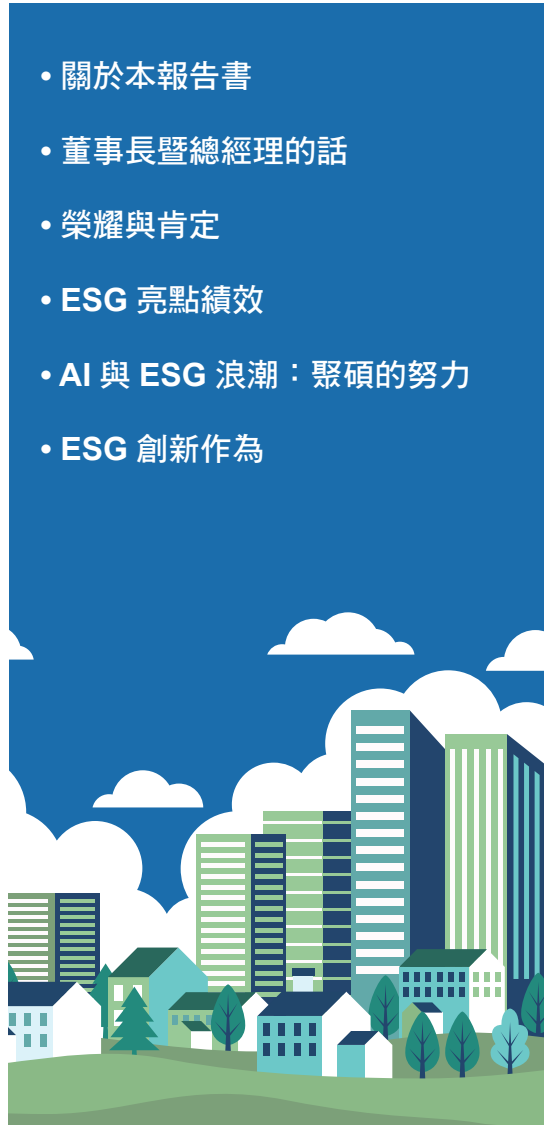 • 關於本報告書
• 董事長暨總經理的話
• 榮耀與肯定
• ESG 亮點績效
• AI 與 ESG 浪潮：聚碩的努力
• ESG 創新作為